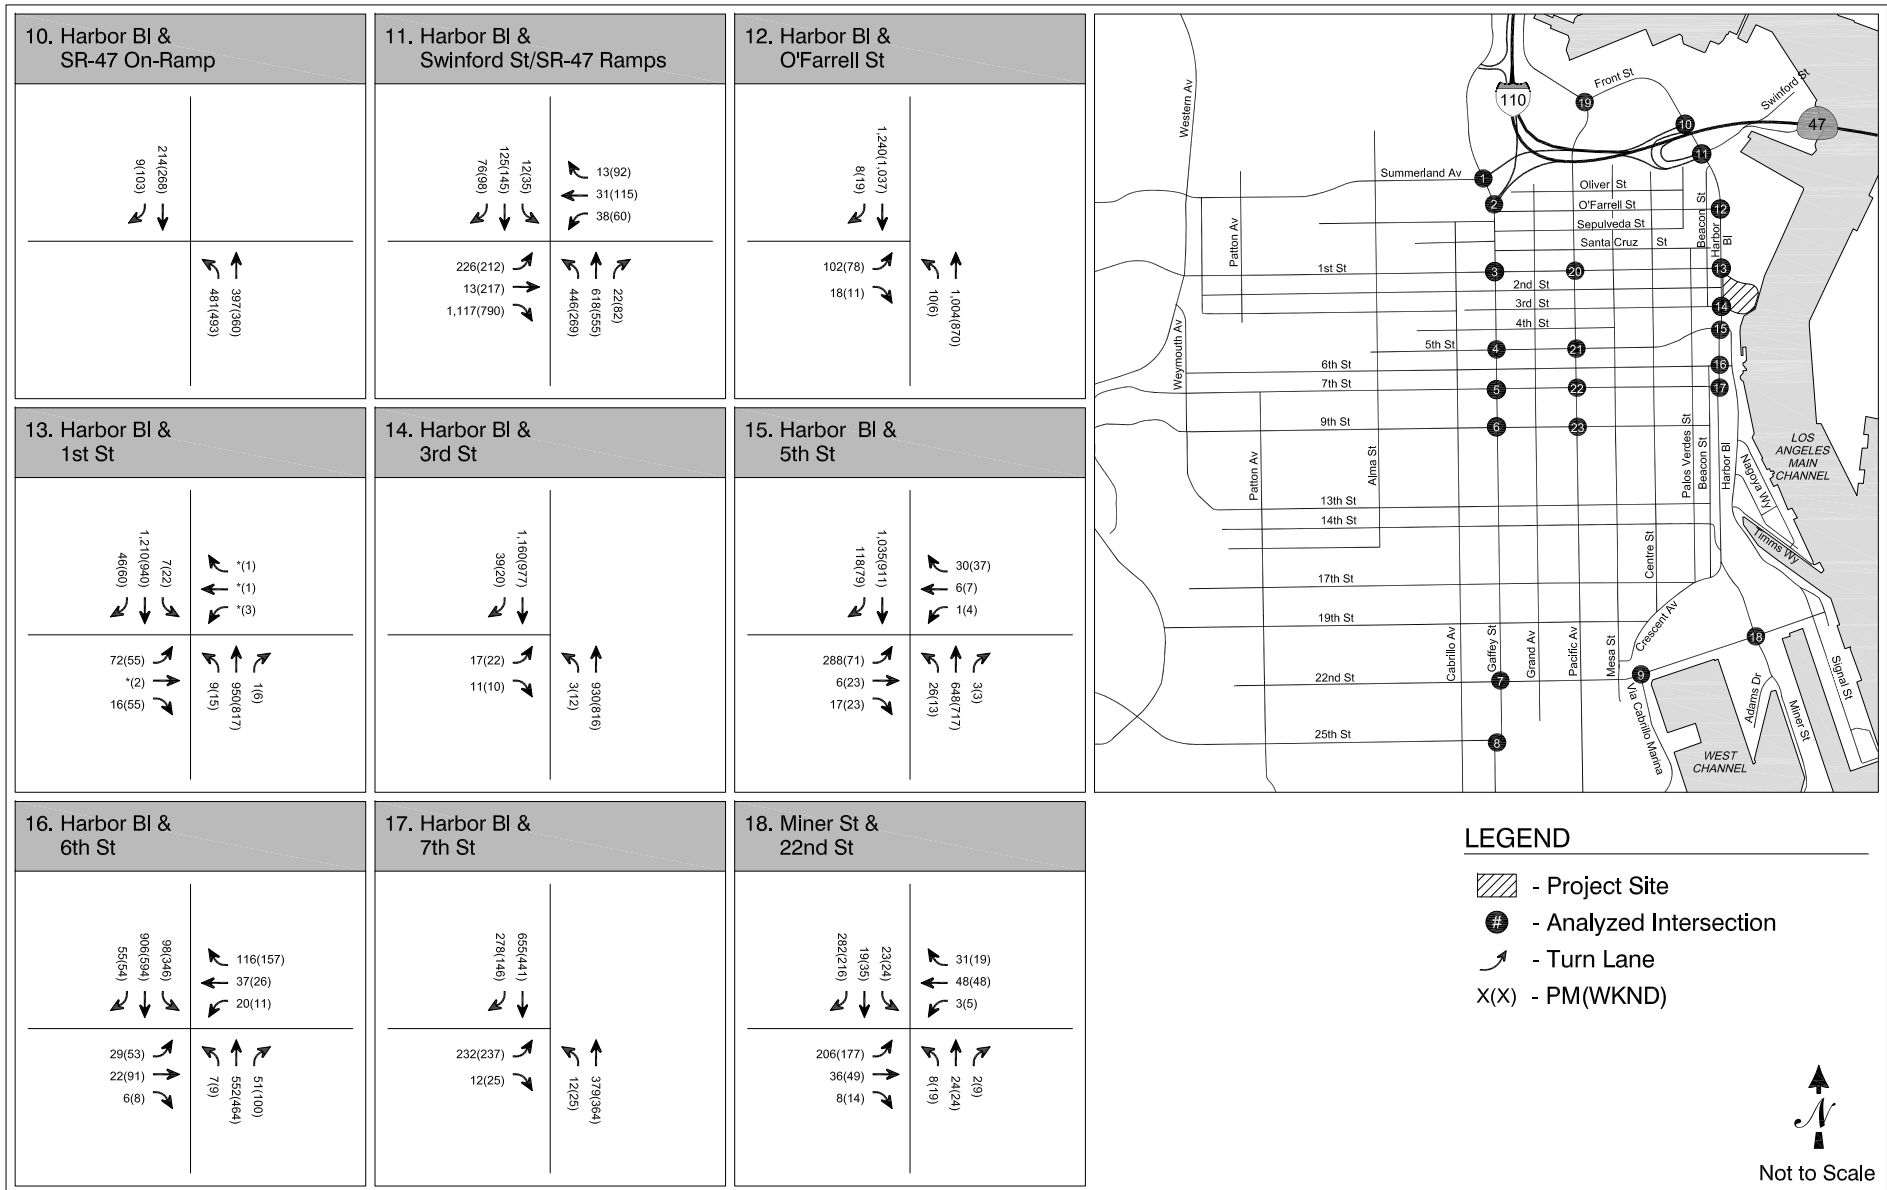 10. Harbor Bl &
SR-47 On-Ramp
9(103)
214(268)
481(493)
397(360)
11. Harbor Bl &
Swinford St/SR-47 Ramps
76(98)
125(145)
12(35)
13(92)
31(115)
38(60)
226(212)
13(217)
1,117(790)
446(269)
618(555)
22(82)
12. Harbor Bl &
O'Farrell St
8(19)
1,240(1,037)
102(78)
18(11)
10(6)
1,004(870)
13. Harbor Bl &
1st St
46(60)
1,210(940)
7(22)
*(1)
*(1)
*(3)
72(55)
*(2)
16(55)
9(15)
950(817)
1(6)
14. Harbor Bl &
3rd St
39(20)
1,160(977)
17(22)
11(10)
3(12)
930(816)
15. Harbor Bl &
5th St
118(79)
1,035(911)
30(37)
6(7)
1(4)
288(71)
6(23)
17(23)
26(13)
648(717)
3(3)
16. Harbor Bl &
6th St
55(54)
906(594)
98(346)
116(157)
37(26)
20(11)
29(53)
22(91)
6(8)
7(9)
552(464)
51(100)
17. Harbor Bl &
7th St
278(146)
655(441)
232(237)
12(25)
12(25)
379(364)
18. Miner St &
22nd St
282(216)
19(35)
23(24)
31(19)
48(48)
3(5)
206(177)
36(49)
8(14)
8(19)
24(24)
2(9)
110
47
Front St
Swinford St
Western Av
19
10
11
Summerland Av
1
2
Oliver St
O'Farrell St
Sepulveda St
Santa Cruz St
Beacon St
Harbor Bl
12
Patton Av
1st St
3
20
13
2nd St
3rd St
14
4th St
15
5th St
4
21
Weymouth Av
6th St
16
7th St
5
22
17
9th St
6
23
Patton Av
Alma St
Palos Verdes St
Beacon St
Harbor Bl
LOS
ANGELES
MAIN
CHANNEL
Nagoya Wy
Timms Wy
13th St
14th St
Centre St
17th St
19th St
Crescent Av
Cabrillo Av
Gaffey St
Grand Av
Pacific Av
Mesa St
18
22nd St
7
9
Via Cabrillo Marina
Adams Dr
Miner St
Signal St
25th St
8
WEST
CHANNEL
LEGEND
- Project Site
# - Analyzed Intersection
- Turn Lane
X(X) - PM(WKND)
N
Not to Scale